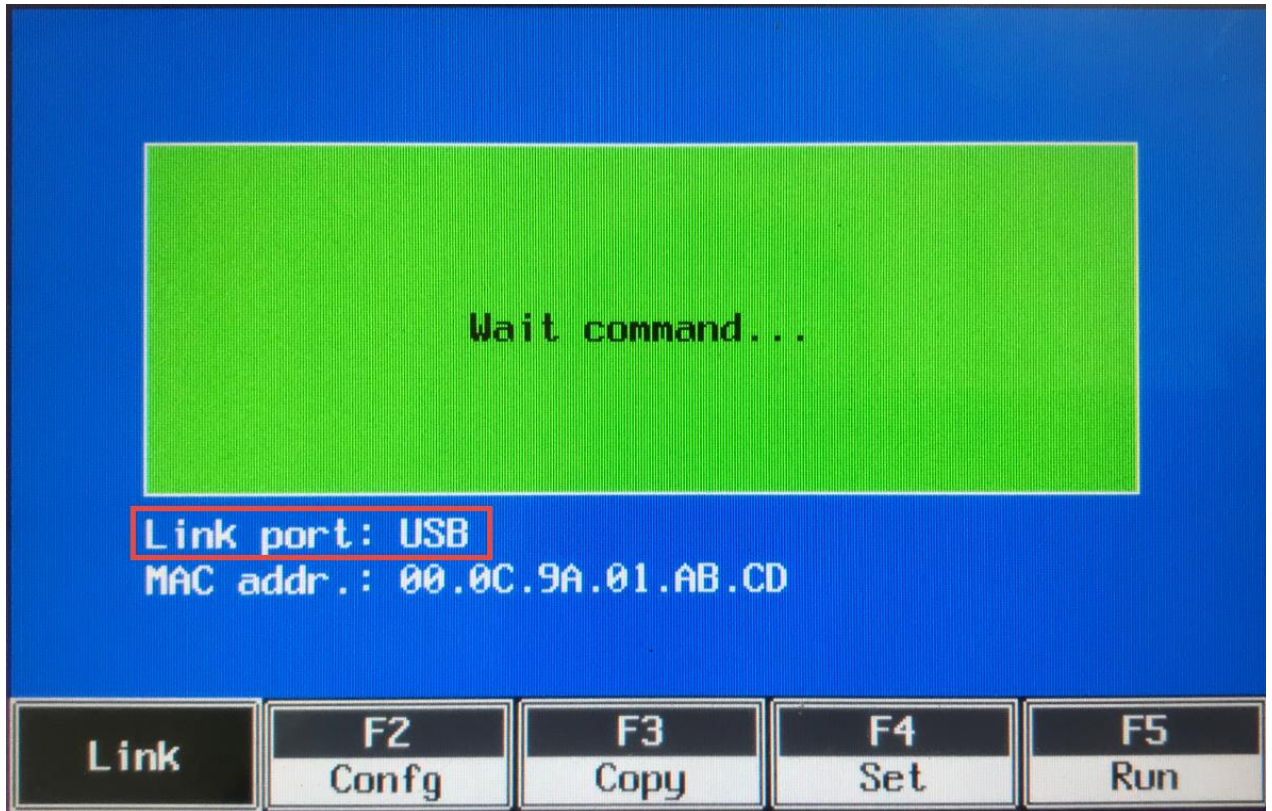 Wait command...
Link port: USB
MAC addr.: 00.0C.9A.01.AB.CD
Link
F2
Confg
F3
Copy
F4
Set
F5
Run